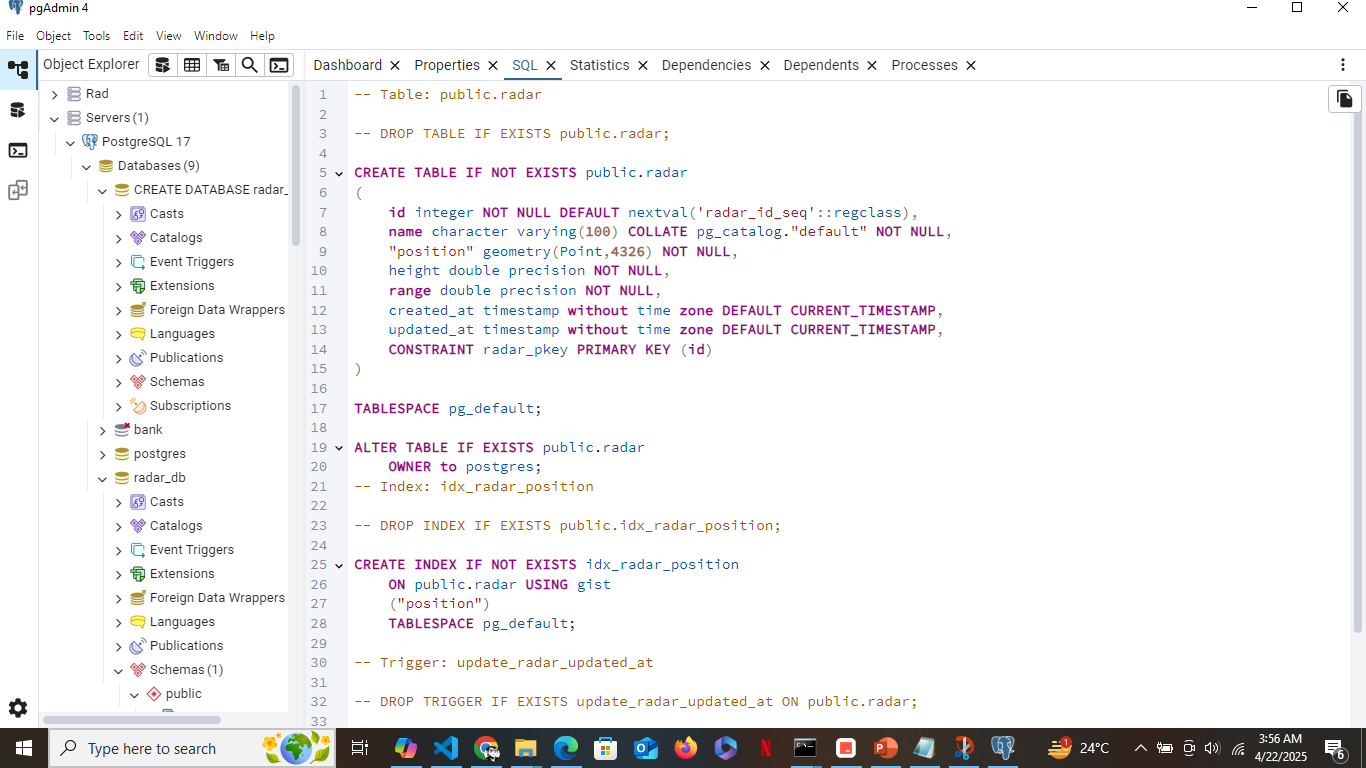 pgAdmin 4
File Object Tools Edit View Window Help
Object Explorer
Dashboard Properties SQL Statistics Dependencies Dependents Processes
Rad
Servers (1)
PostgreSQL 17
Databases (9)
CREATE DATABASE radar_
Casts
Catalogs
Event Triggers
Extensions
Foreign Data Wrappers
Languages
Publications
Schemas
Subscriptions
bank
postgres
radar_db
Casts
Catalogs
Event Triggers
Extensions
Foreign Data Wrappers
Languages
Publications
Schemas (1)
public
1 -- Table: public.radar
2
3 -- DROP TABLE IF EXISTS public.radar;
4
5 CREATE TABLE IF NOT EXISTS public.radar
6 (
7 id integer NOT NULL DEFAULT nextval('radar_id_seq'::regclass),
8 name character varying(100) COLLATE pg_catalog."default" NOT NULL,
9 "position" geometry(Point,4326) NOT NULL,
10 height double precision NOT NULL,
11 range double precision NOT NULL,
12 created_at timestamp without time zone DEFAULT CURRENT_TIMESTAMP,
13 updated_at timestamp without time zone DEFAULT CURRENT_TIMESTAMP,
14 CONSTRAINT radar_pkey PRIMARY KEY (id)
15 )
16
17 TABLESPACE pg_default;
18
19 ALTER TABLE IF EXISTS public.radar
20 OWNER to postgres;
21 -- Index: idx_radar_position
22
23 -- DROP INDEX IF EXISTS public.idx_radar_position;
24
25 CREATE INDEX IF NOT EXISTS idx_radar_position
26 ON public.radar USING gist
27 ("position")
28 TABLESPACE pg_default;
29
30 -- Trigger: update_radar_updated_at
31
32 -- DROP TRIGGER IF EXISTS update_radar_updated_at ON public.radar;
33
Type here to search
1
24°C
3:56 AM
4/22/2025
6